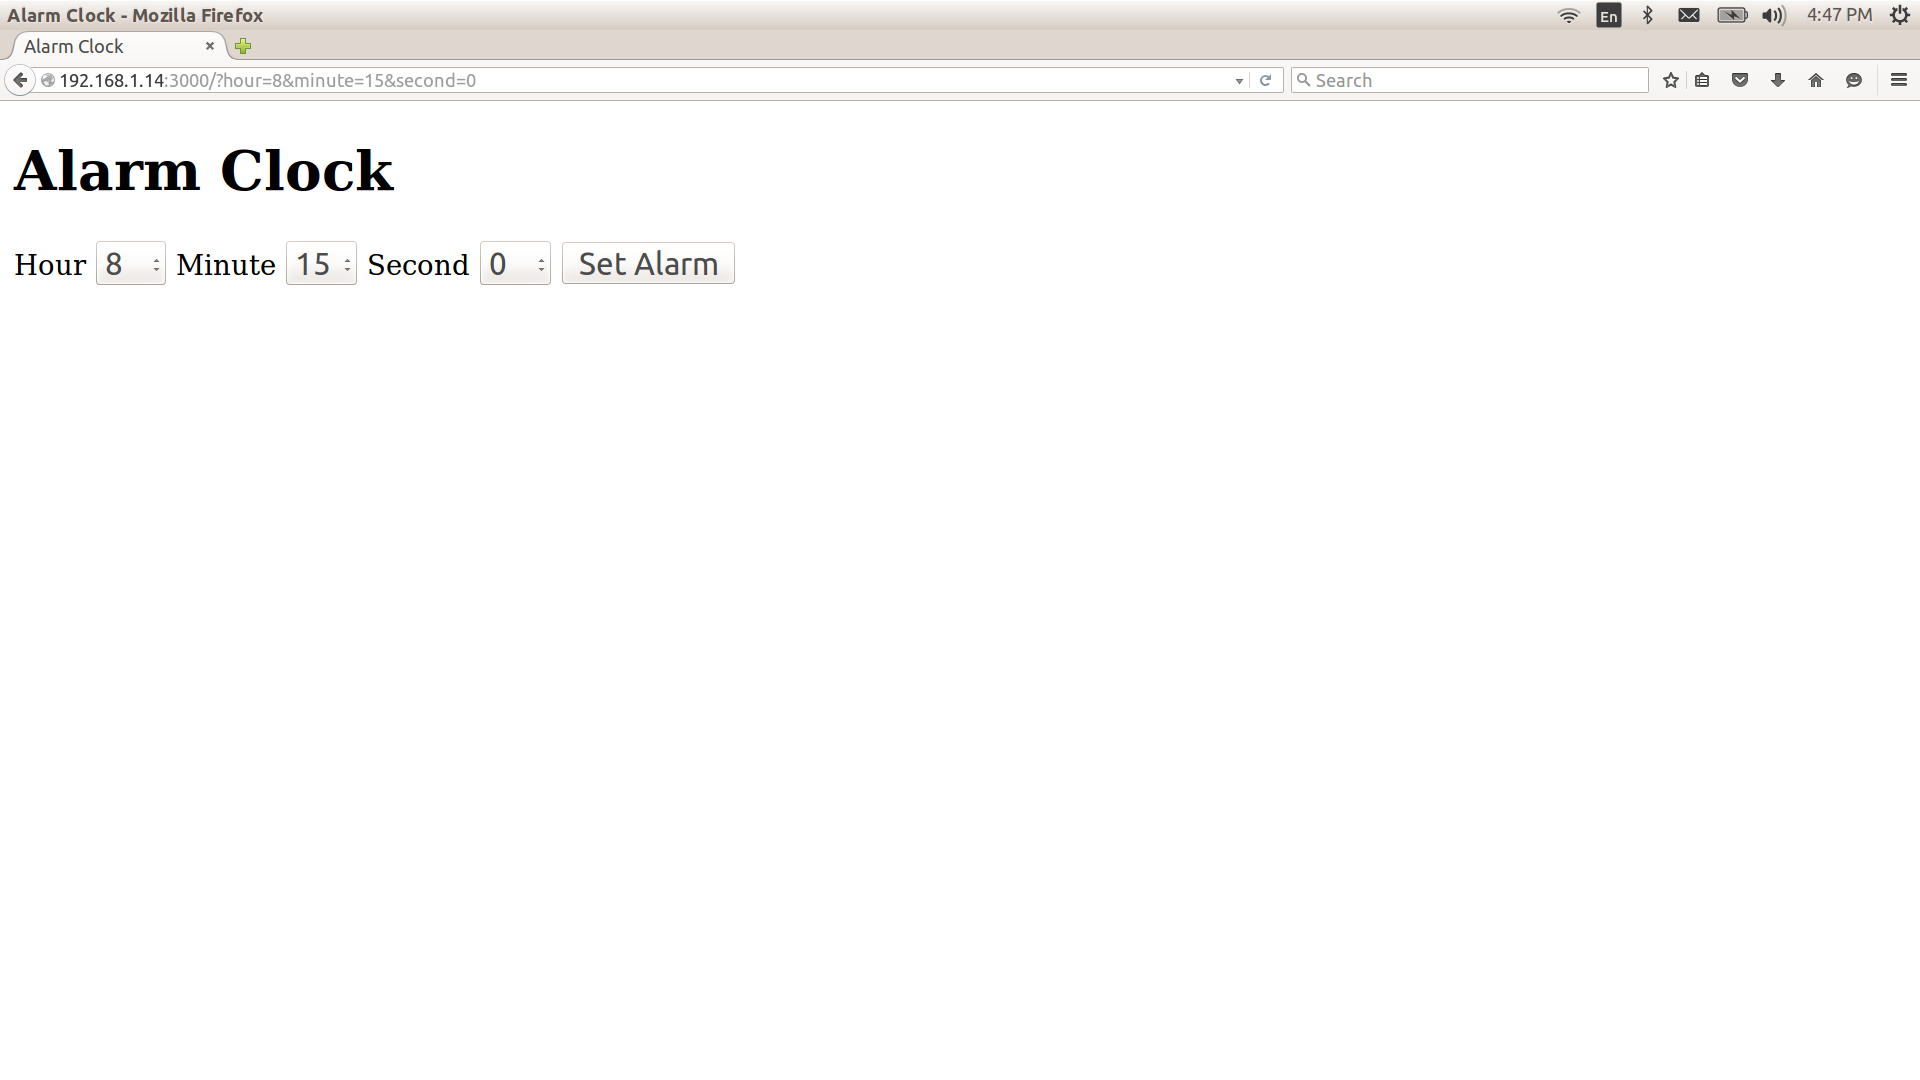 Alarm Clock - Mozilla Firefox
En
4:47 PM
Alarm Clock
192.168.1.14:3000/?hour=8&minute=15&second=0
Search
Alarm Clock
Hour 8 Minute 15 Second 0 Set Alarm